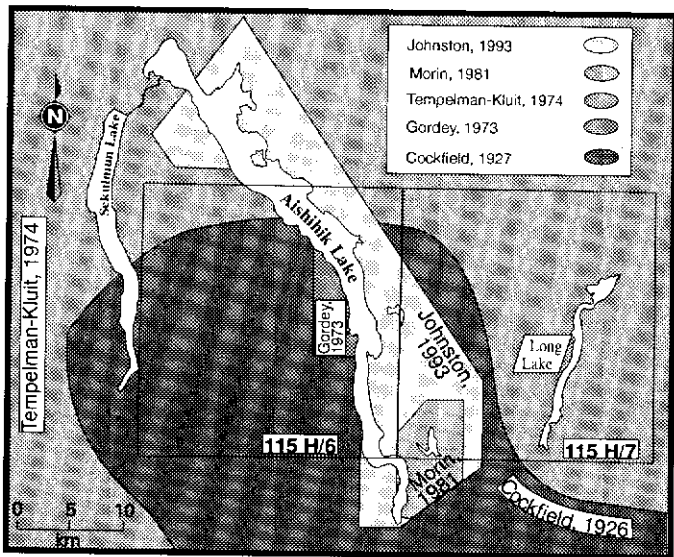 Johnston, 1993
Morin, 1981
Tempelman-Kluit, 1974
Gordey, 1973
Cockfield, 1927
N
Sekulmun Lake
Aishihik Lake
Tempelman-Kluit, 1974
Gordey,
1973
Johnston,
1993
Long
Lake
115 H/6
Morin,
1981
115 H/7
Cockfield, 1926
0 5 10
km